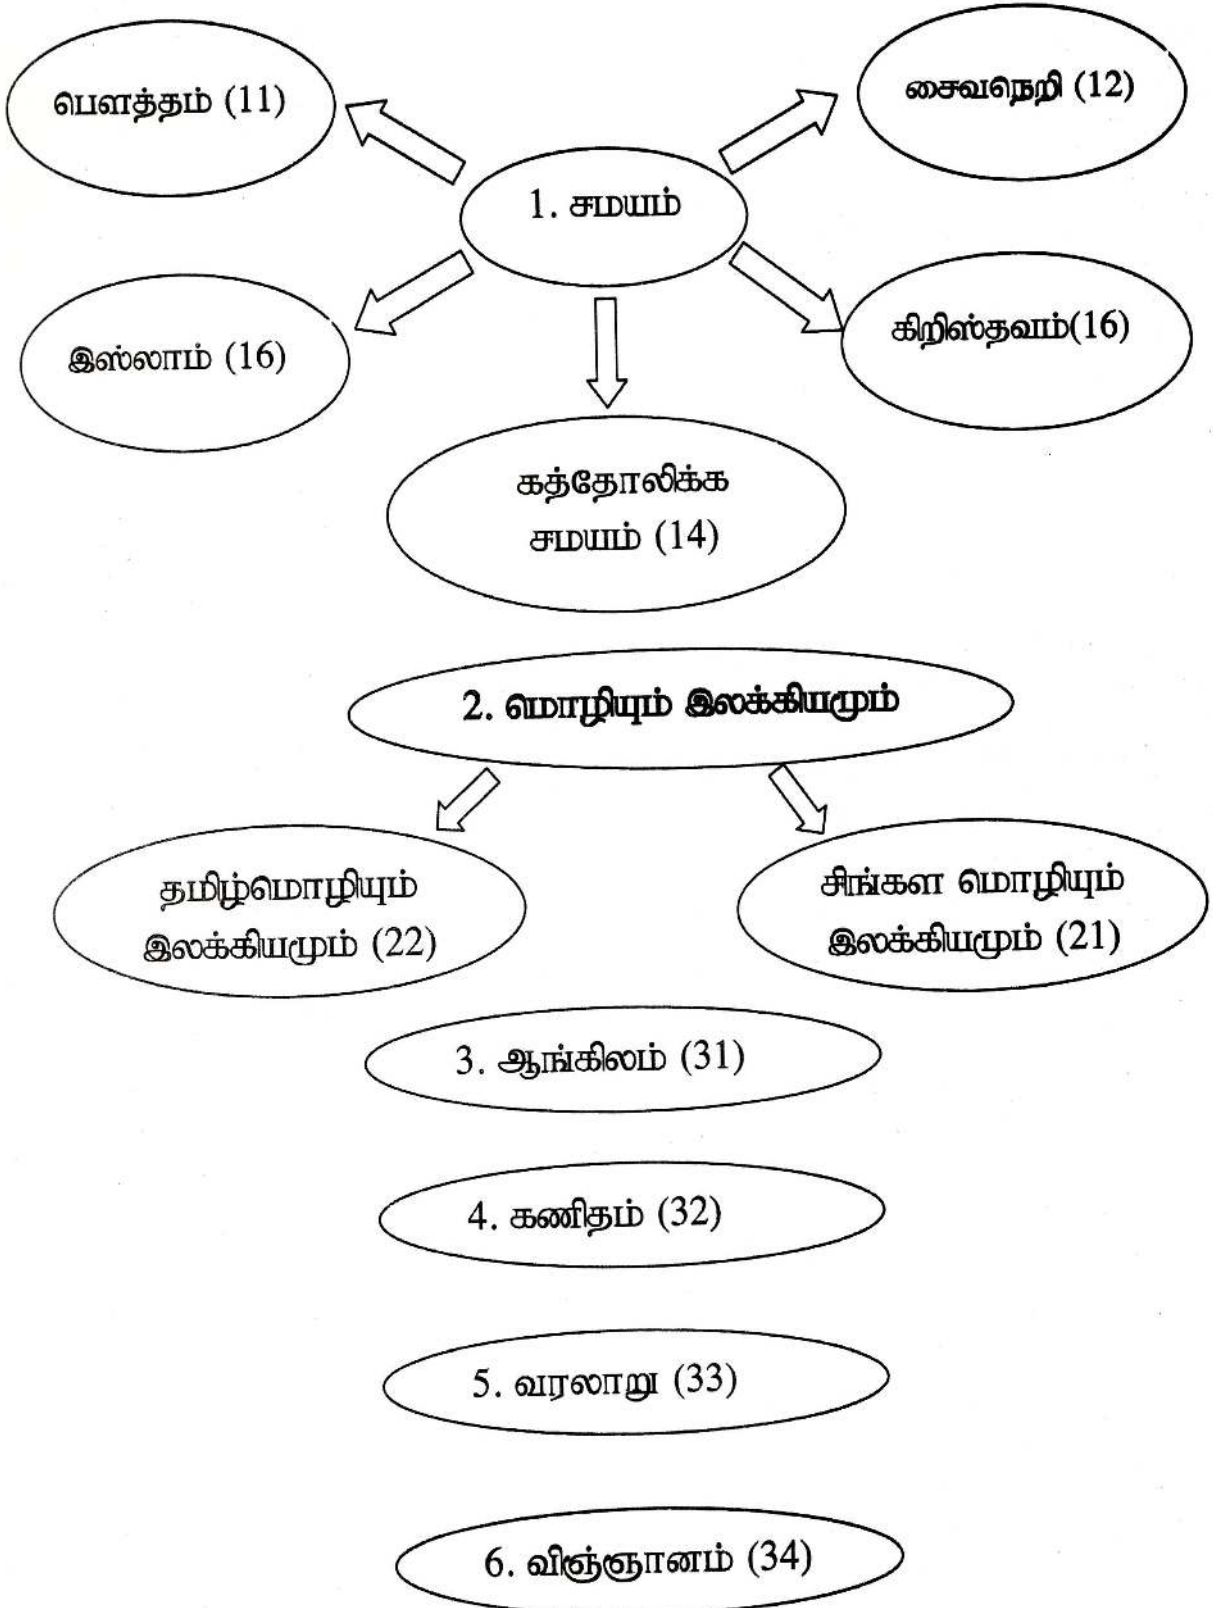 பௌத்தம் (11)
சைவநெறி (12)
1. சமயம்
இஸ்லாம் (16)
கிறிஸ்தவம்(16)
கத்தோலிக்க
சமயம் (14)
2. மொழியும் இலக்கியமும்
தமிழ்மொழியும்
இலக்கியமும் (22)
சிங்கள மொழியும்
இலக்கியமும் (21)
3. ஆங்கிலம் (31)
4. கணிதம் (32)
5. வரலாறு (33)
6. விஞ்ஞானம் (34)